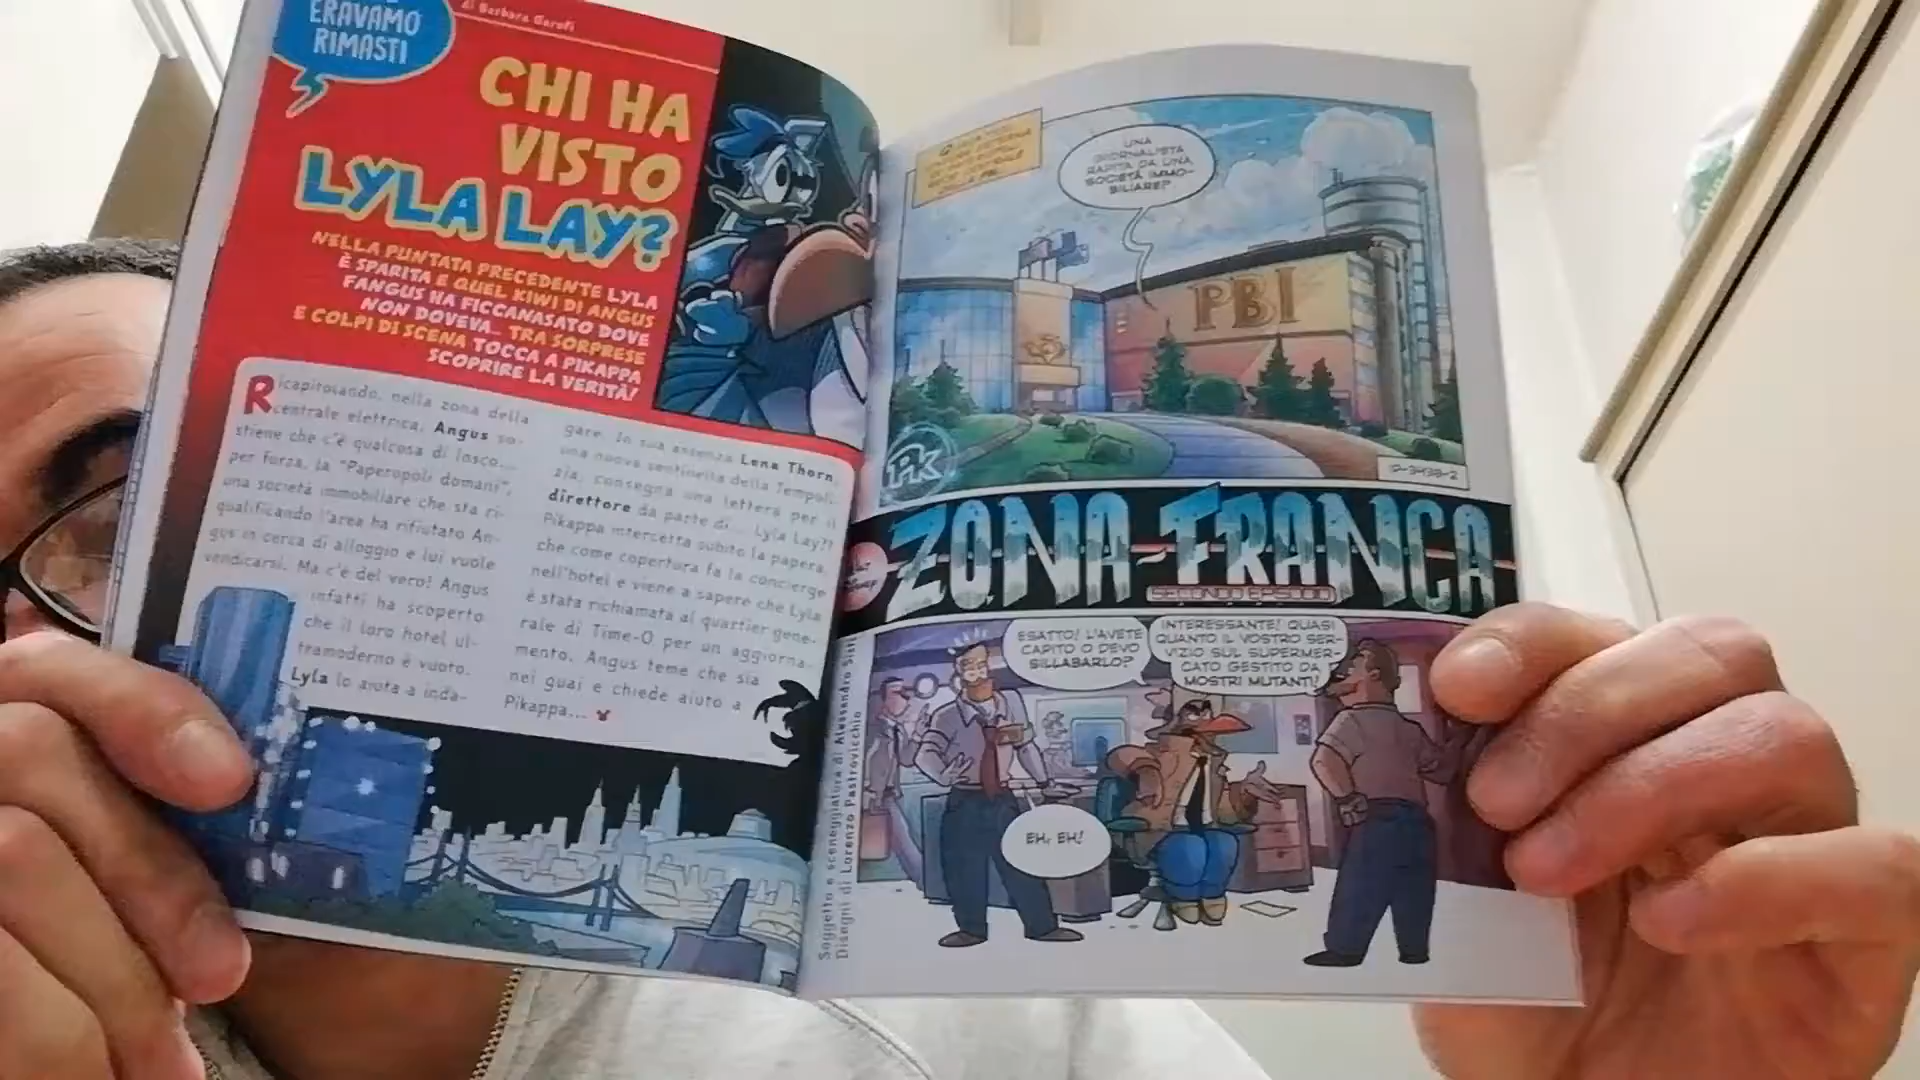 ERAVAMO
RIMASTI
di Barbara Garufi
CHI HA
VISTO
LYLA LAY?
NELLA PUNTATA PRECEDENTE LYLA
È SPARITA E QUEL KIWI DI ANGUS
FANGUS HA FICCANASATO DOVE
NON DOVEVA... TRA SORPRESE
E COLPI DI SCENA TOCCA A PIKAPPA
SCOPRIRE LA VERITÀ!
Ricapitolando, nella zona della
centrale elettrica, Angus so-
stiene che c'è qualcosa di losco...
per forza, la "Paperopoli domani",
una società immobiliare che sta ri-
qualificando l'area ha rifiutato An-
gus in cerca di alloggio e lui vuole
vendicarsi. Ma c'è del vero! Angus
infatti ha scoperto
che il loro hotel ul-
tramoderno è vuoto.
Lyla lo aiuta a inda-
gare. In sua assenza Lena Thorn,
una nuova sentinella della Tempoli-
zia, consegna una lettera per il
direttore da parte di... Lyla Lay??
Pikappa intercetta subito la papera,
che come copertura fa la concierge
nell'hotel e viene a sapere che Lyla
è stata richiamata al quartier gene-
rale di Time-O per un aggiorna-
mento. Angus teme che sia
nei guai e chiede aiuto a
Pikappa...
UNA
GIORNALISTA
RAPITA DA UNA
SOCIETÀ IMMO-
BILIARE?
PBI
PK
ZONA-FRANCA
SECONDO EPISODIO
Soggetto e sceneggiatura di Alessandro Sisti
Disegni di Lorenzo Pastrovicchio
ESATTO! L'AVETE
CAPITO O DEVO
SILLABARLO?
INTERESSANTE! QUASI
QUANTO IL VOSTRO SER-
VIZIO SUL SUPERMER-
CATO GESTITO DA
MOSTRI MUTANTI!
EH, EH!